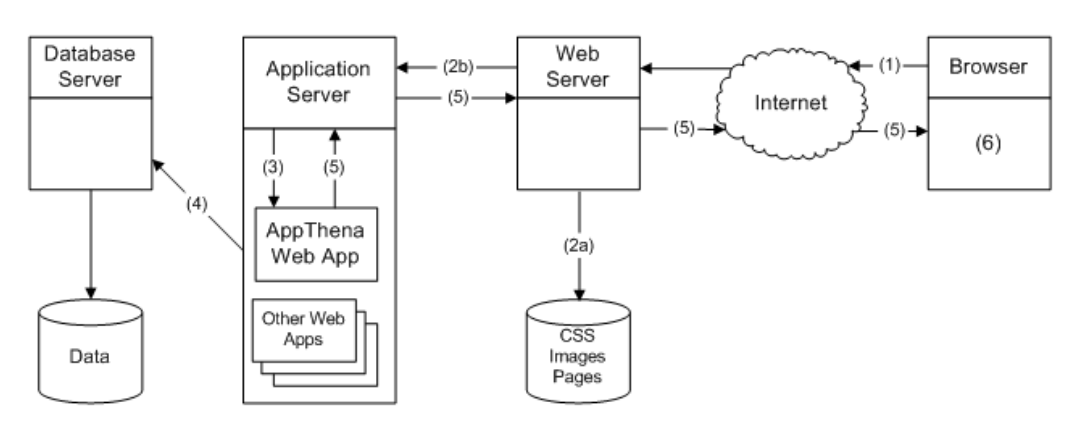 Database
Server
Application
Server
(2b)
(5)
Web
Server
(1)
Internet
Browser
(5)
(5)
(6)
(3)
(5)
(4)
AppThena
Web App
(2a)
Other Web
Apps
Data
CSS
Images
Pages